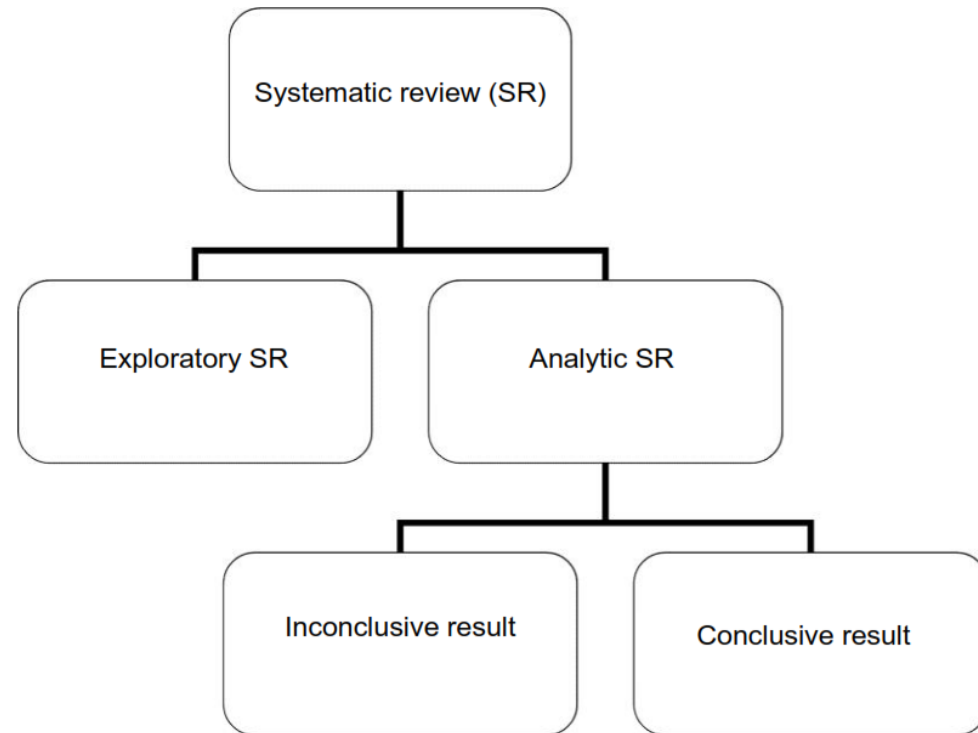 Systematic review (SR)
Exploratory SR
Analytic SR
Inconclusive result
Conclusive result